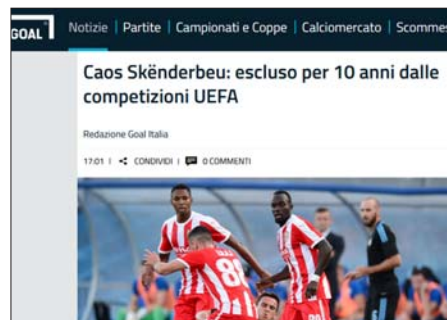 GOAL
Notizie | Partite | Campionati e Coppe | Calciomercato | Scommes
Caos Skënderbeu: escluso per 10 anni dalle
competizioni UEFA
Redazione Goal Italia
17:01 | CONDIVIDI | 0 COMMENTI